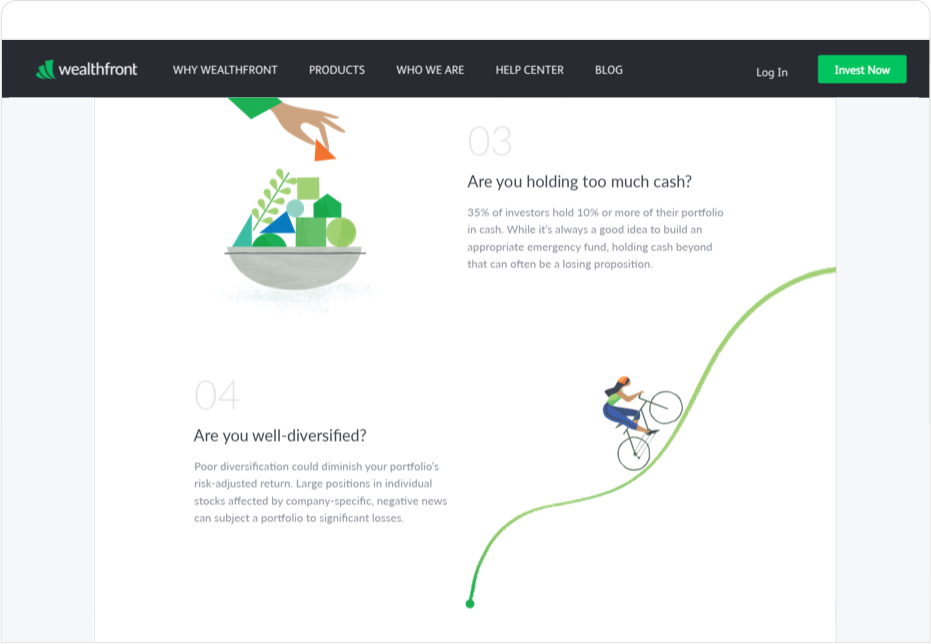 wealthfront WHY WEALTHFRONT PRODUCTS WHO WE ARE HELP CENTER BLOG Log In Invest Now
03
Are you holding too much cash?
35% of investors hold 10% or more of their portfolio
in cash. While it's always a good idea to build an
appropriate emergency fund, holding cash beyond
that can often be a losing proposition.
04
Are you well-diversified?
Poor diversification could diminish your portfolio's
risk-adjusted return. Large positions in individual
stocks affected by company-specific, negative news
can subject a portfolio to significant losses.